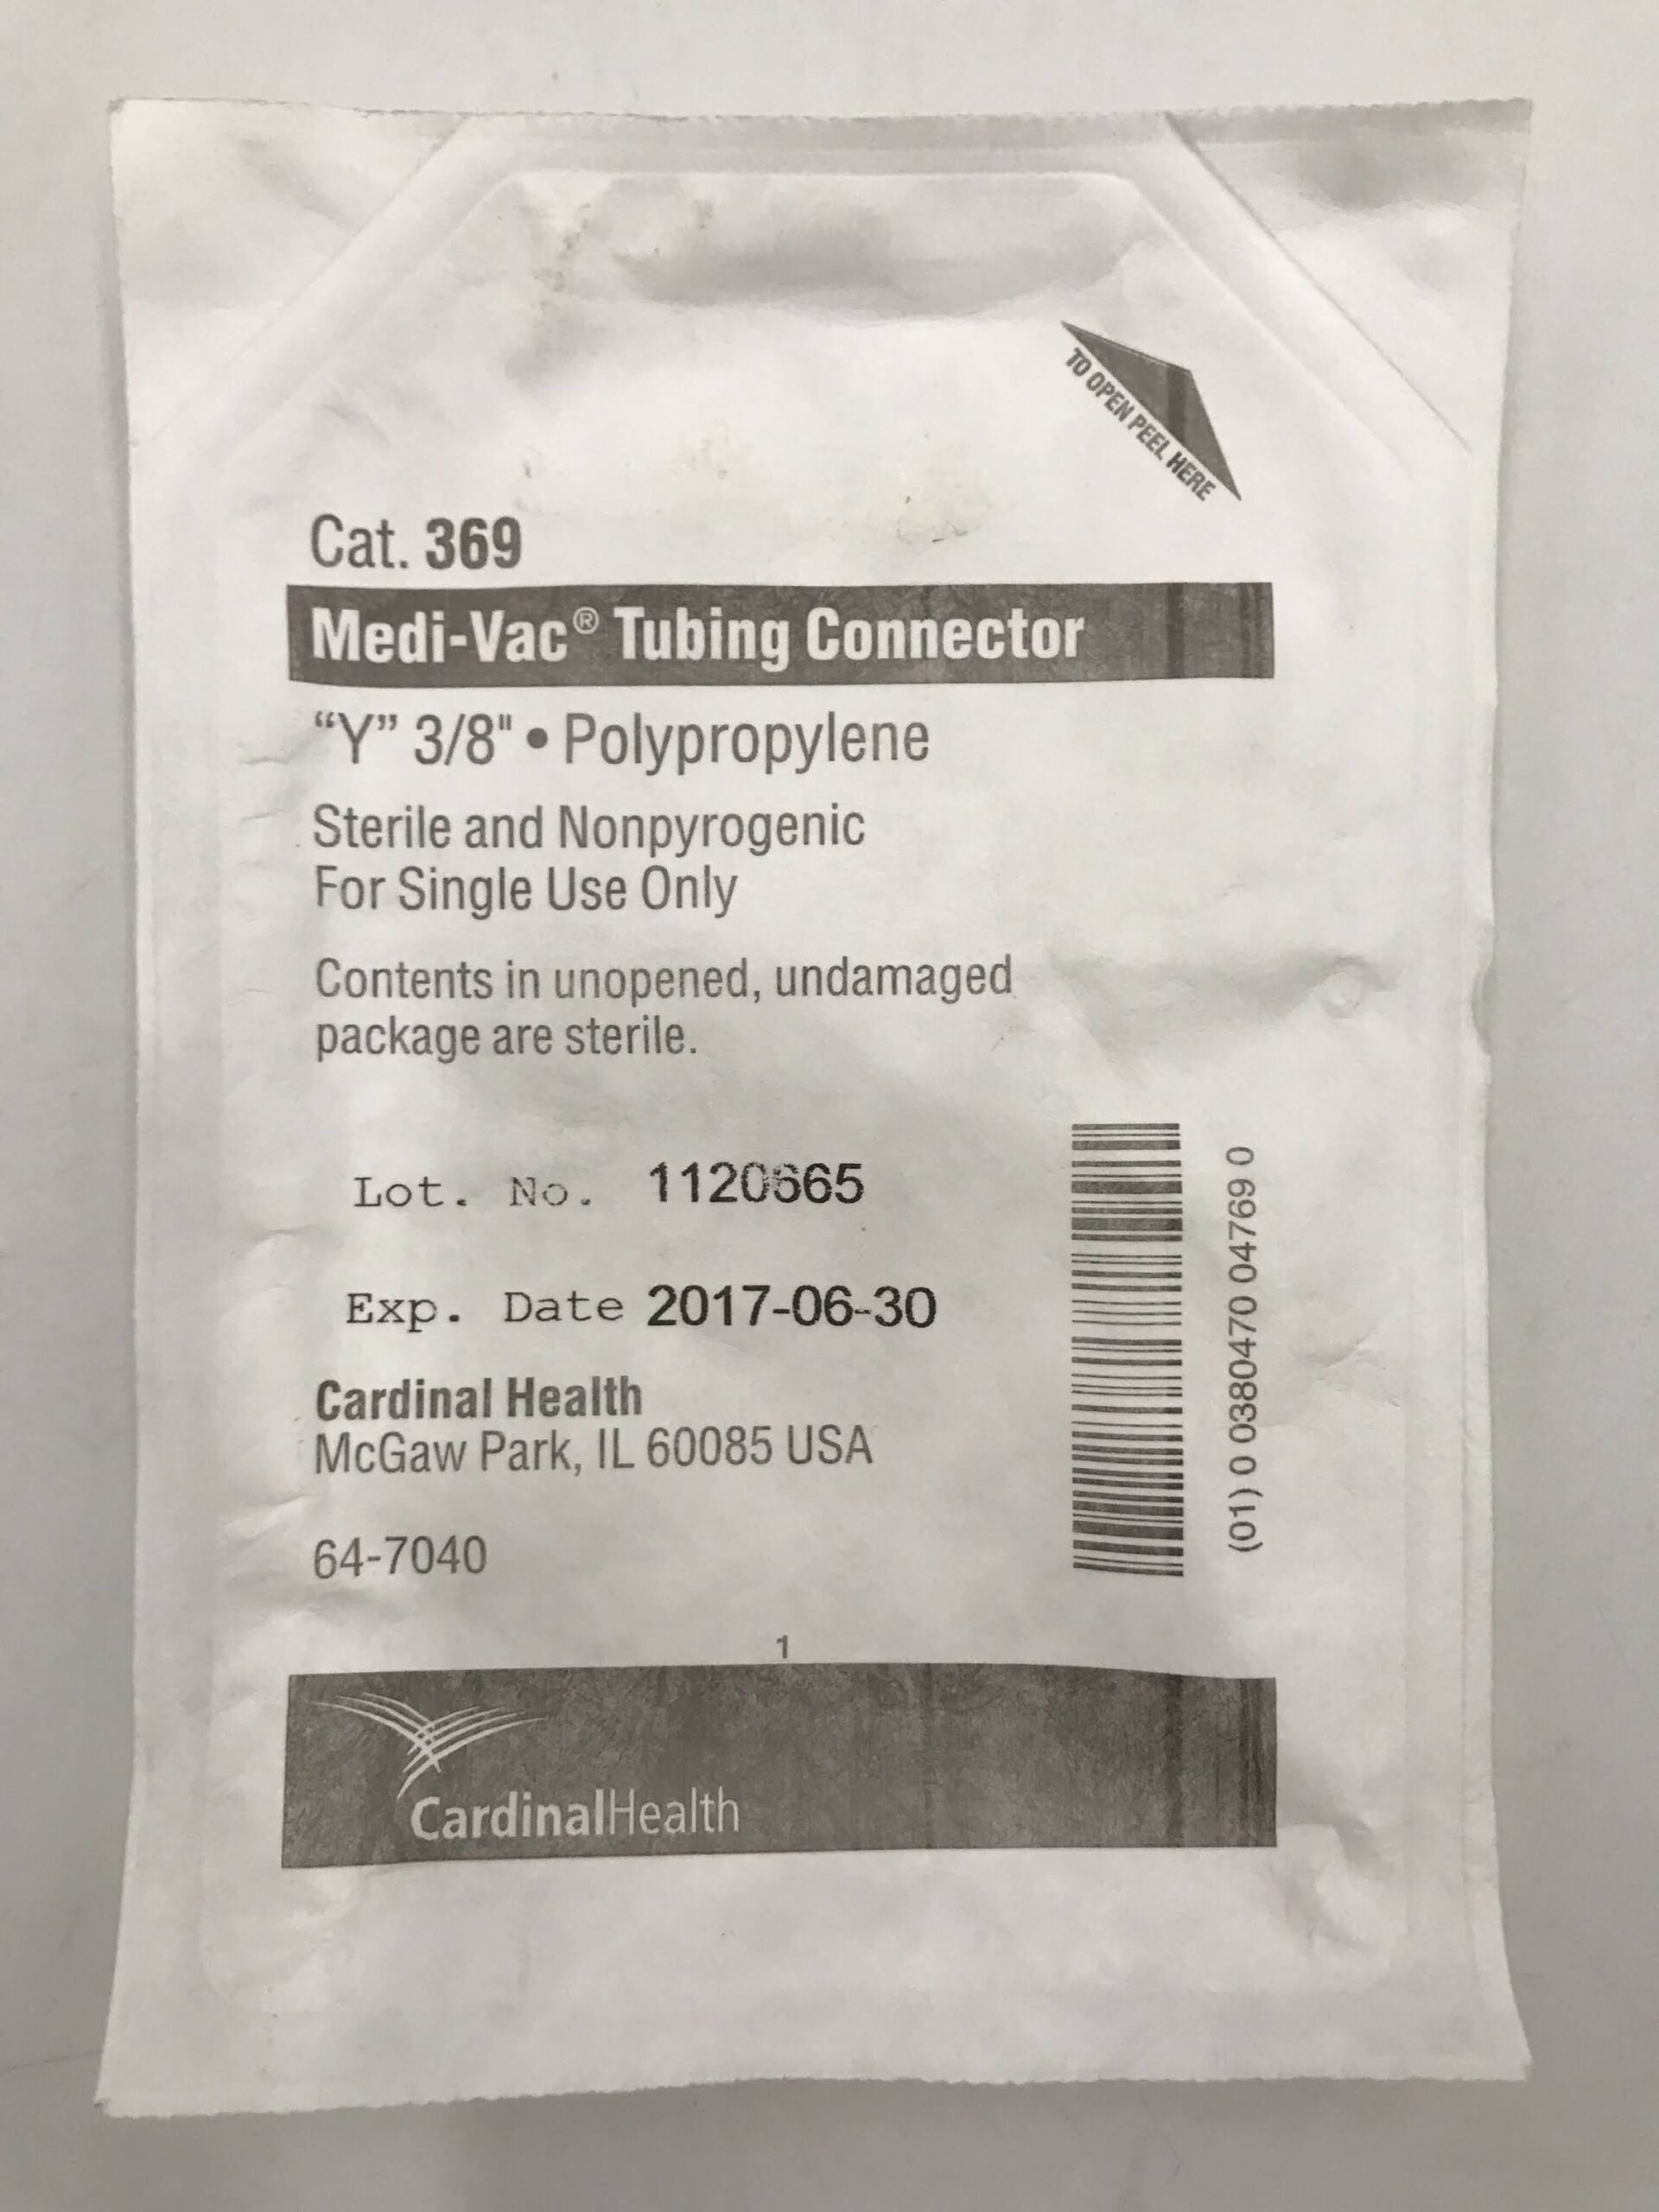 TO OPEN PEEL HERE
Cat. 369
Medi-Vac® Tubing Connector
“Y” 3/8" • Polypropylene
Sterile and Nonpyrogenic
For Single Use Only
Contents in unopened, undamaged
package are sterile.
Lot. No. 1120665
Exp. Date 2017-06-30
Cardinal Health
McGaw Park, IL 60085 USA
64-7040
(01) 0 0380470 04769 0
1
CardinalHealth